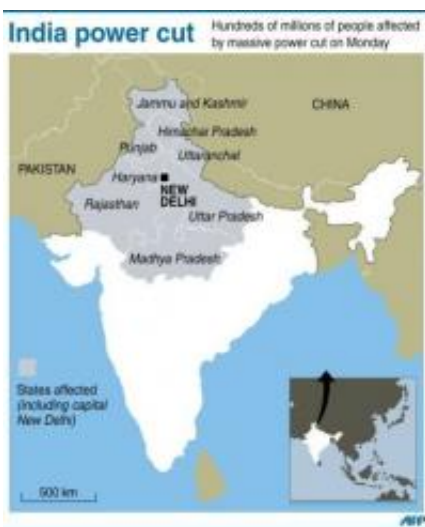 India power cut
Hundreds of millions of people affected
by massive power cut on Monday
Jammu and Kashmir
CHINA
Himachal Pradesh
Punjab
Uttaranchal
PAKISTAN
Haryana
NEW
DELHI
Rajasthan
Uttar Pradesh
Madhya Pradesh
States affected
(including capital
New Delhi)
500 km
AFP